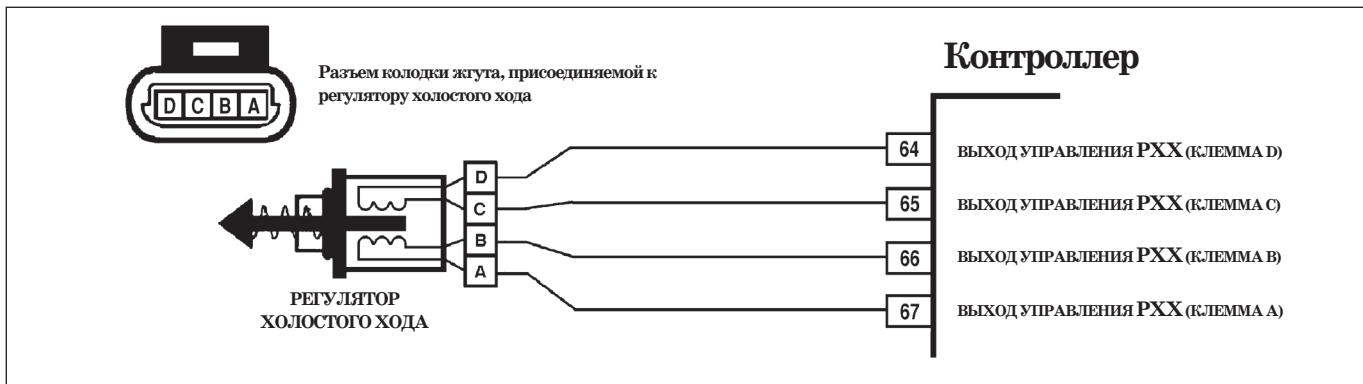 Контроллер
Разъем колодки жгута, присоединяемой к
регулятору холостого хода
D C B A
D
C
B
A
64 ВЫХОД УПРАВЛЕНИЯ РХХ (КЛЕММА D)
65 ВЫХОД УПРАВЛЕНИЯ РХХ (КЛЕММА C)
66 ВЫХОД УПРАВЛЕНИЯ РХХ (КЛЕММА B)
67 ВЫХОД УПРАВЛЕНИЯ РХХ (КЛЕММА A)
РЕГУЛЯТОР
ХОЛОСТОГО ХОДА